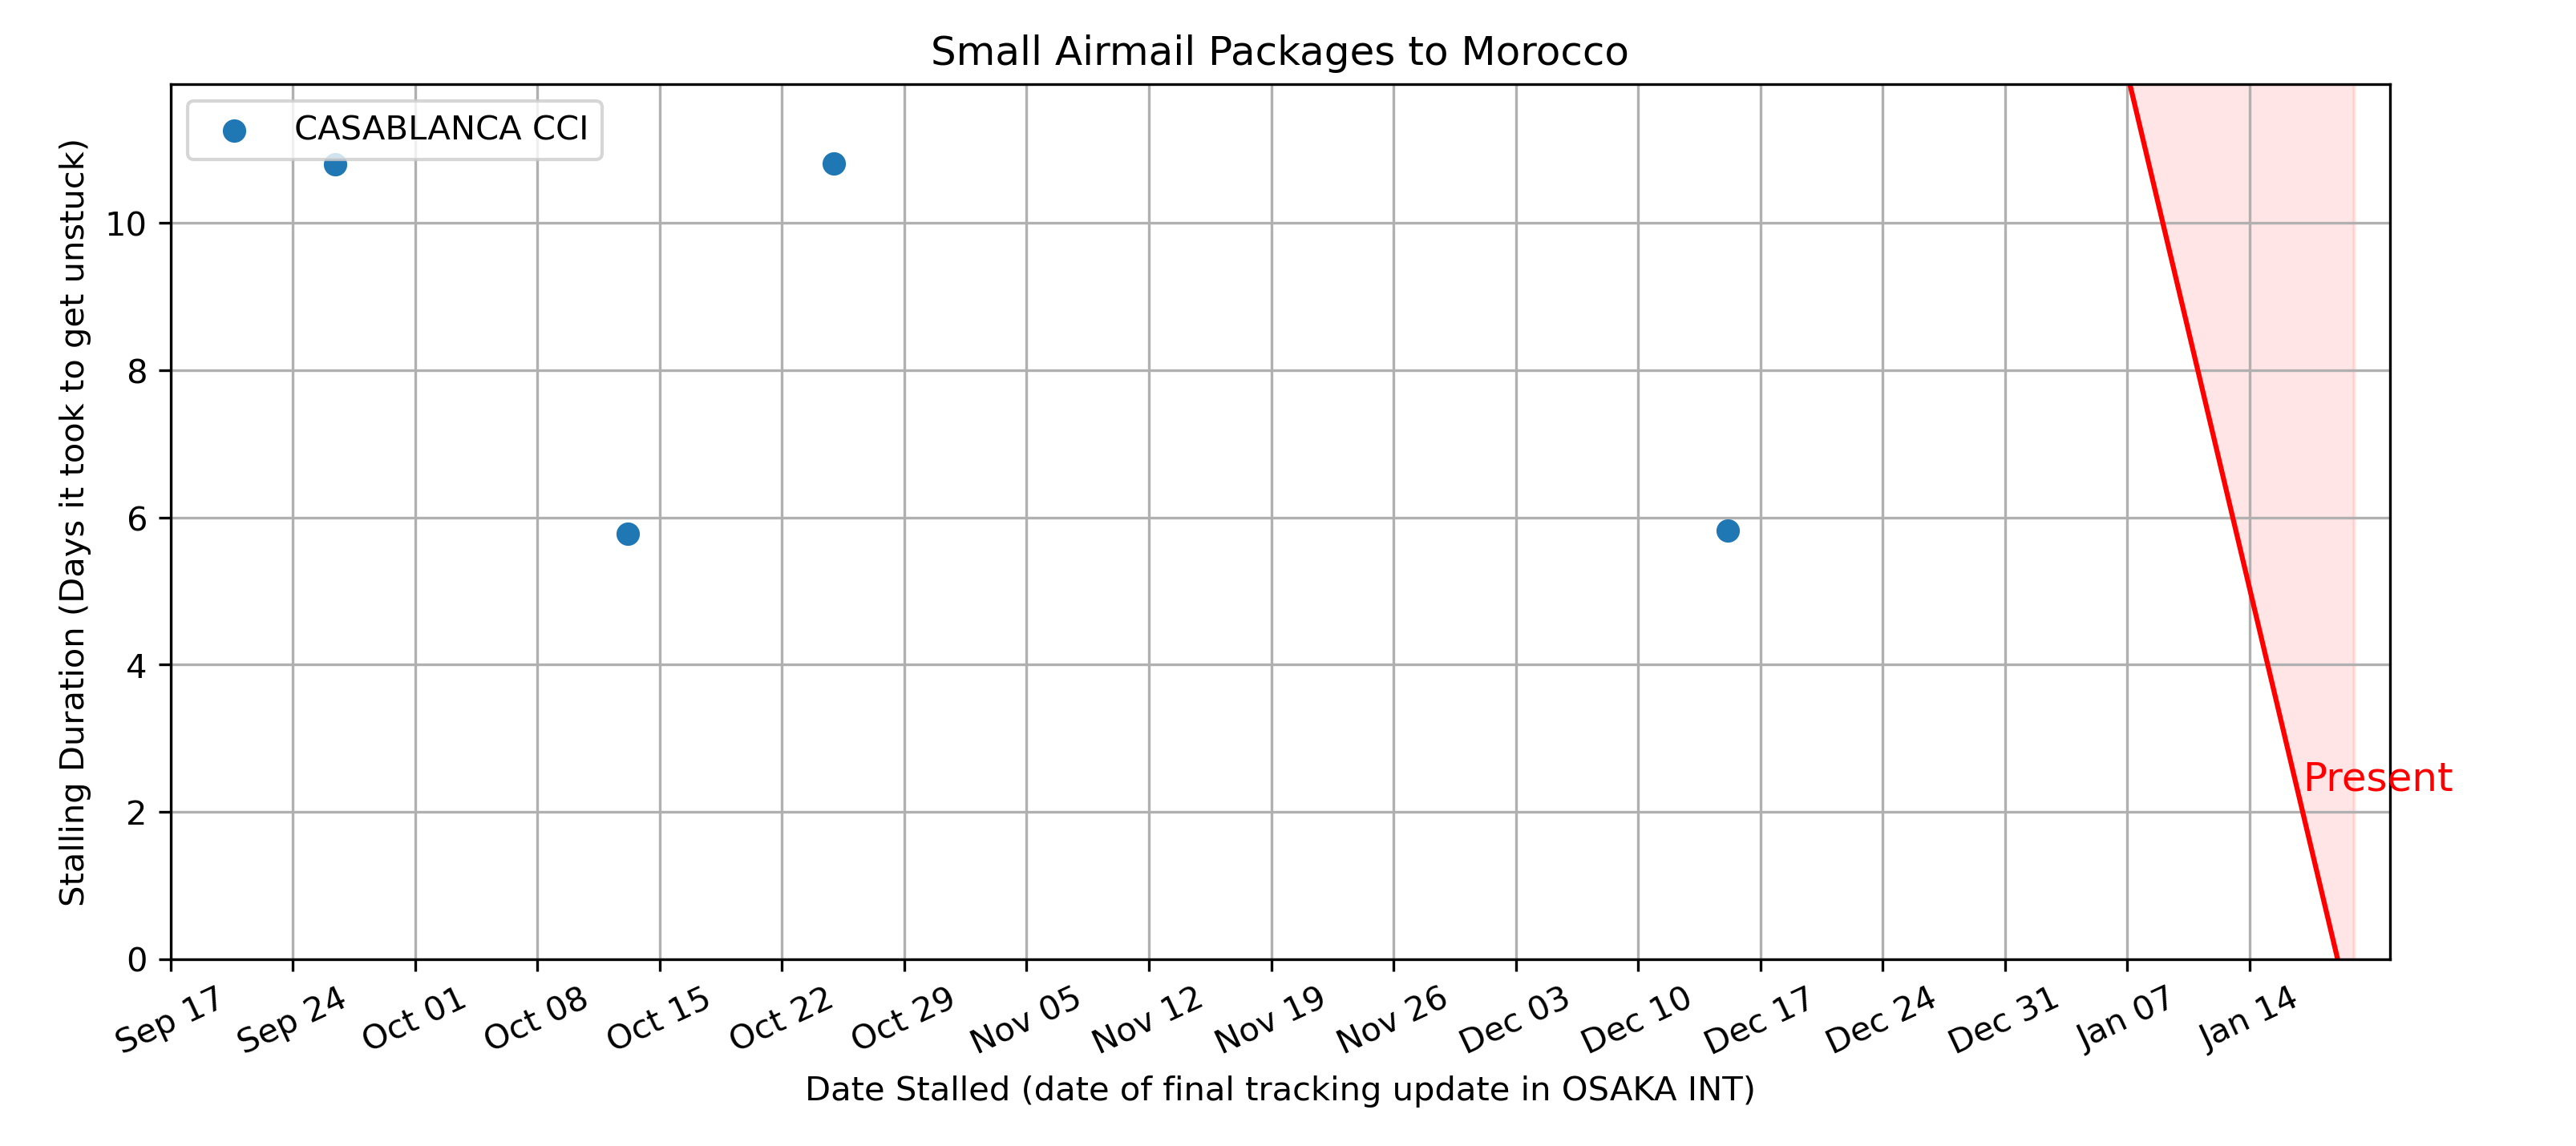 Small Airmail Packages to Morocco
CASABLANCA CCI
Stalling Duration (Days it took to get unstuck)
10
8
6
4
2
0
Present
Sep 17
Sep 24
Oct 01
Oct 08
Oct 15
Oct 22
Oct 29
Nov 05
Nov 12
Nov 19
Nov 26
Dec 03
Dec 10
Dec 17
Dec 24
Dec 31
Jan 07
Jan 14
Date Stalled (date of final tracking update in OSAKA INT)